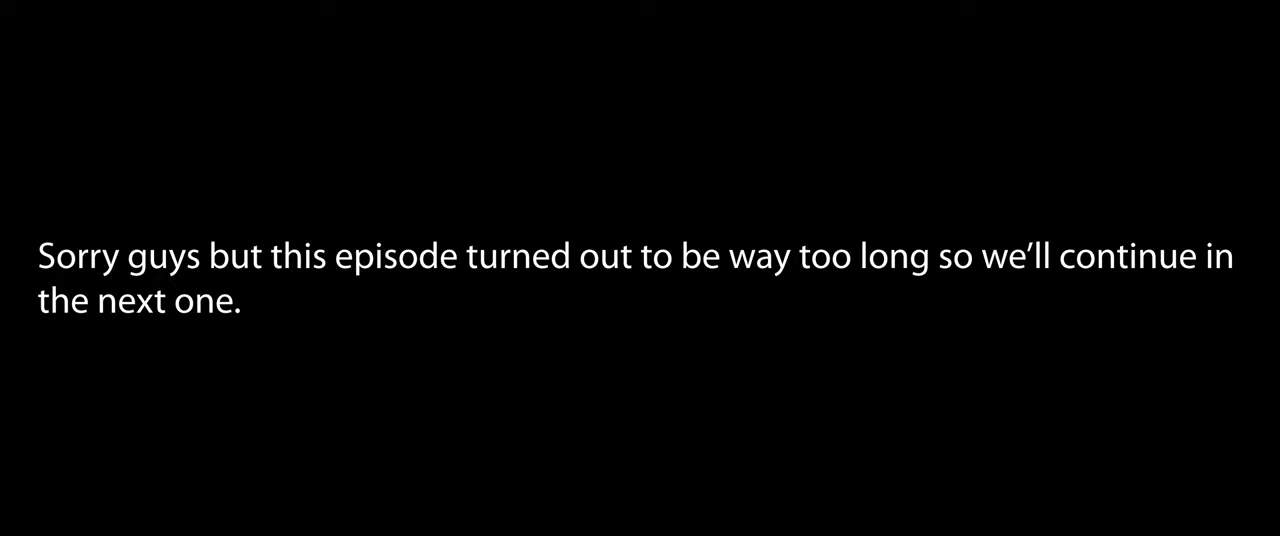 Sorry guys but this episode turned out to be way too long so we’ll continue in
the next one.